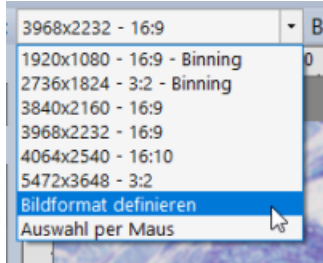 3968x2232 - 16:9
B
0
1920x1080 - 16:9 - Binning
2736x1824 - 3:2 - Binning
3840x2160 - 16:9
3968x2232 - 16:9
4064x2540 - 16:10
5472x3648 - 3:2
Bildformat definieren
Auswahl per Maus